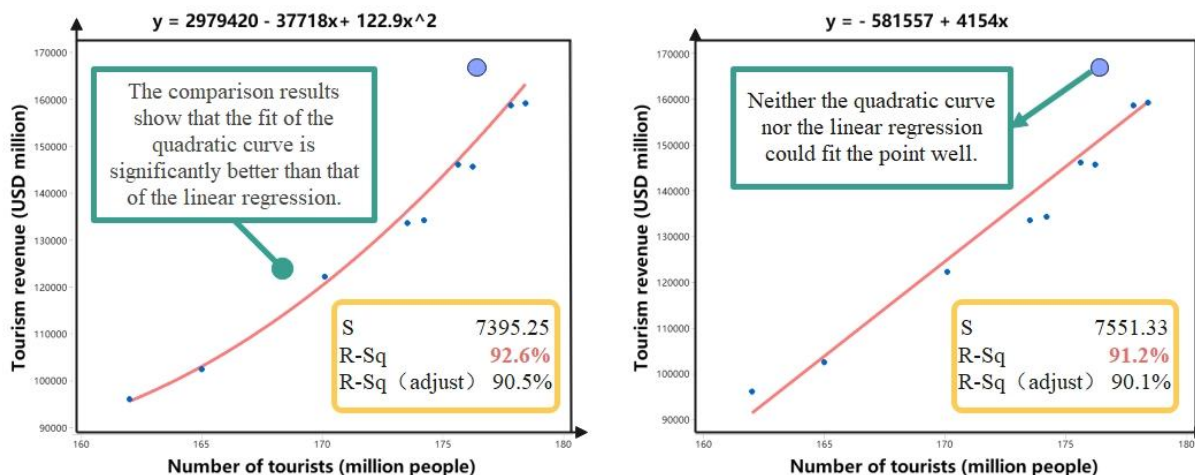 y = 2979420 - 37718x+ 122.9x^2
170000
160000
150000
140000
130000
120000
110000
100000
90000
160
165
170
175
180
Tourism revenue (USD million)
Number of tourists (million people)
The comparison results
show that the fit of the
quadratic curve is
significantly better than that
of the linear regression.
S 7395.25
R-Sq 92.6%
R-Sq（adjust） 90.5%
y = - 581557 + 4154x
170000
160000
150000
140000
130000
120000
110000
100000
90000
160
165
170
175
180
Tourism revenue (USD million)
Number of tourists (million people)
Neither the quadratic curve
nor the linear regression
could fit the point well.
S 7551.33
R-Sq 91.2%
R-Sq（adjust） 90.1%